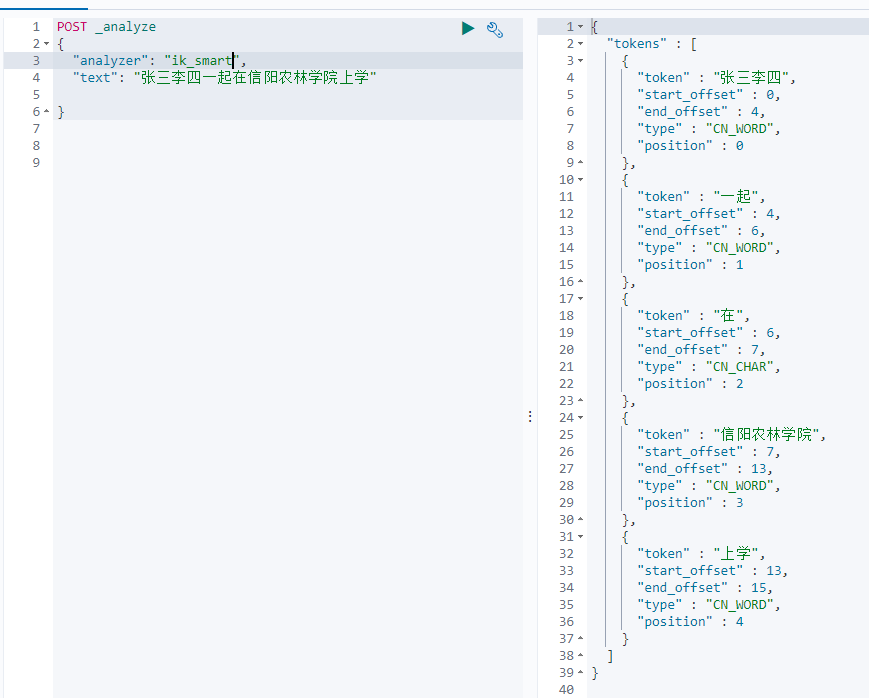 1 POST _analyze
2 {
3 "analyzer": "ik_smart",
4 "text": "张三李四一起在信阳农林学院上学"
5
6 }
7
8
9
1 {
2 "tokens" : [
3 {
4 "token" : "张三李四",
5 "start_offset" : 0,
6 "end_offset" : 4,
7 "type" : "CN_WORD",
8 "position" : 0
9 },
10 {
11 "token" : "一起",
12 "start_offset" : 4,
13 "end_offset" : 6,
14 "type" : "CN_WORD",
15 "position" : 1
16 },
17 {
18 "token" : "在",
19 "start_offset" : 6,
20 "end_offset" : 7,
21 "type" : "CN_CHAR",
22 "position" : 2
23 },
24 {
25 "token" : "信阳农林学院",
26 "start_offset" : 7,
27 "end_offset" : 13,
28 "type" : "CN_WORD",
29 "position" : 3
30 },
31 {
32 "token" : "上学",
33 "start_offset" : 13,
34 "end_offset" : 15,
35 "type" : "CN_WORD",
36 "position" : 4
37 }
38 ]
39 }
40